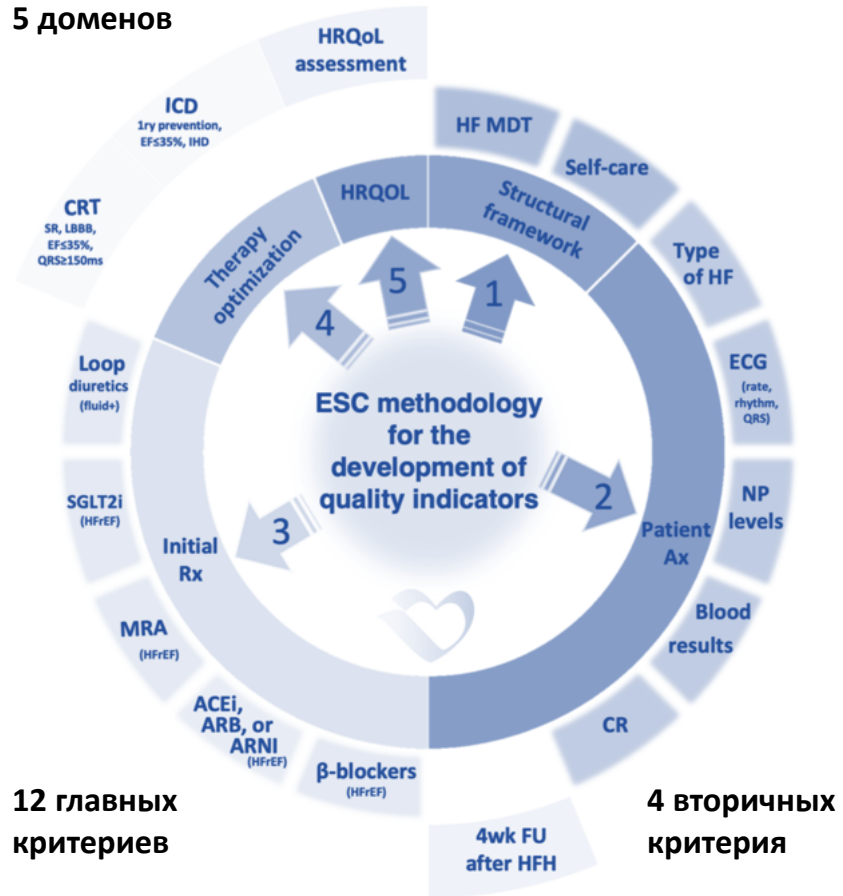 5 доменов
HRQoL
assessment
ICD
1ry prevention,
EF≤35%, IHD
CRT
SR, LBBB,
EF≤35%,
QRS≥150ms
HF MDT
Self-care
Type
of HF
ECG
(rate,
rhythm,
QRS)
NP
levels
Blood
results
CR
4wk FU
after HFH
β-blockers
(HFrEF)
ACEi,
ARB, or
ARNI
(HFrEF)
MRA
(HFrEF)
SGLT2i
(HFrEF)
Loop
diuretics
(fluid+)
HRQOL
Structural
framework
Therapy
optimization
Patient
Ax
Initial
Rx
5
1
4
2
3
ESC methodology
for the
development of
quality indicators
12 главных
критериев
4 вторичных
критерия